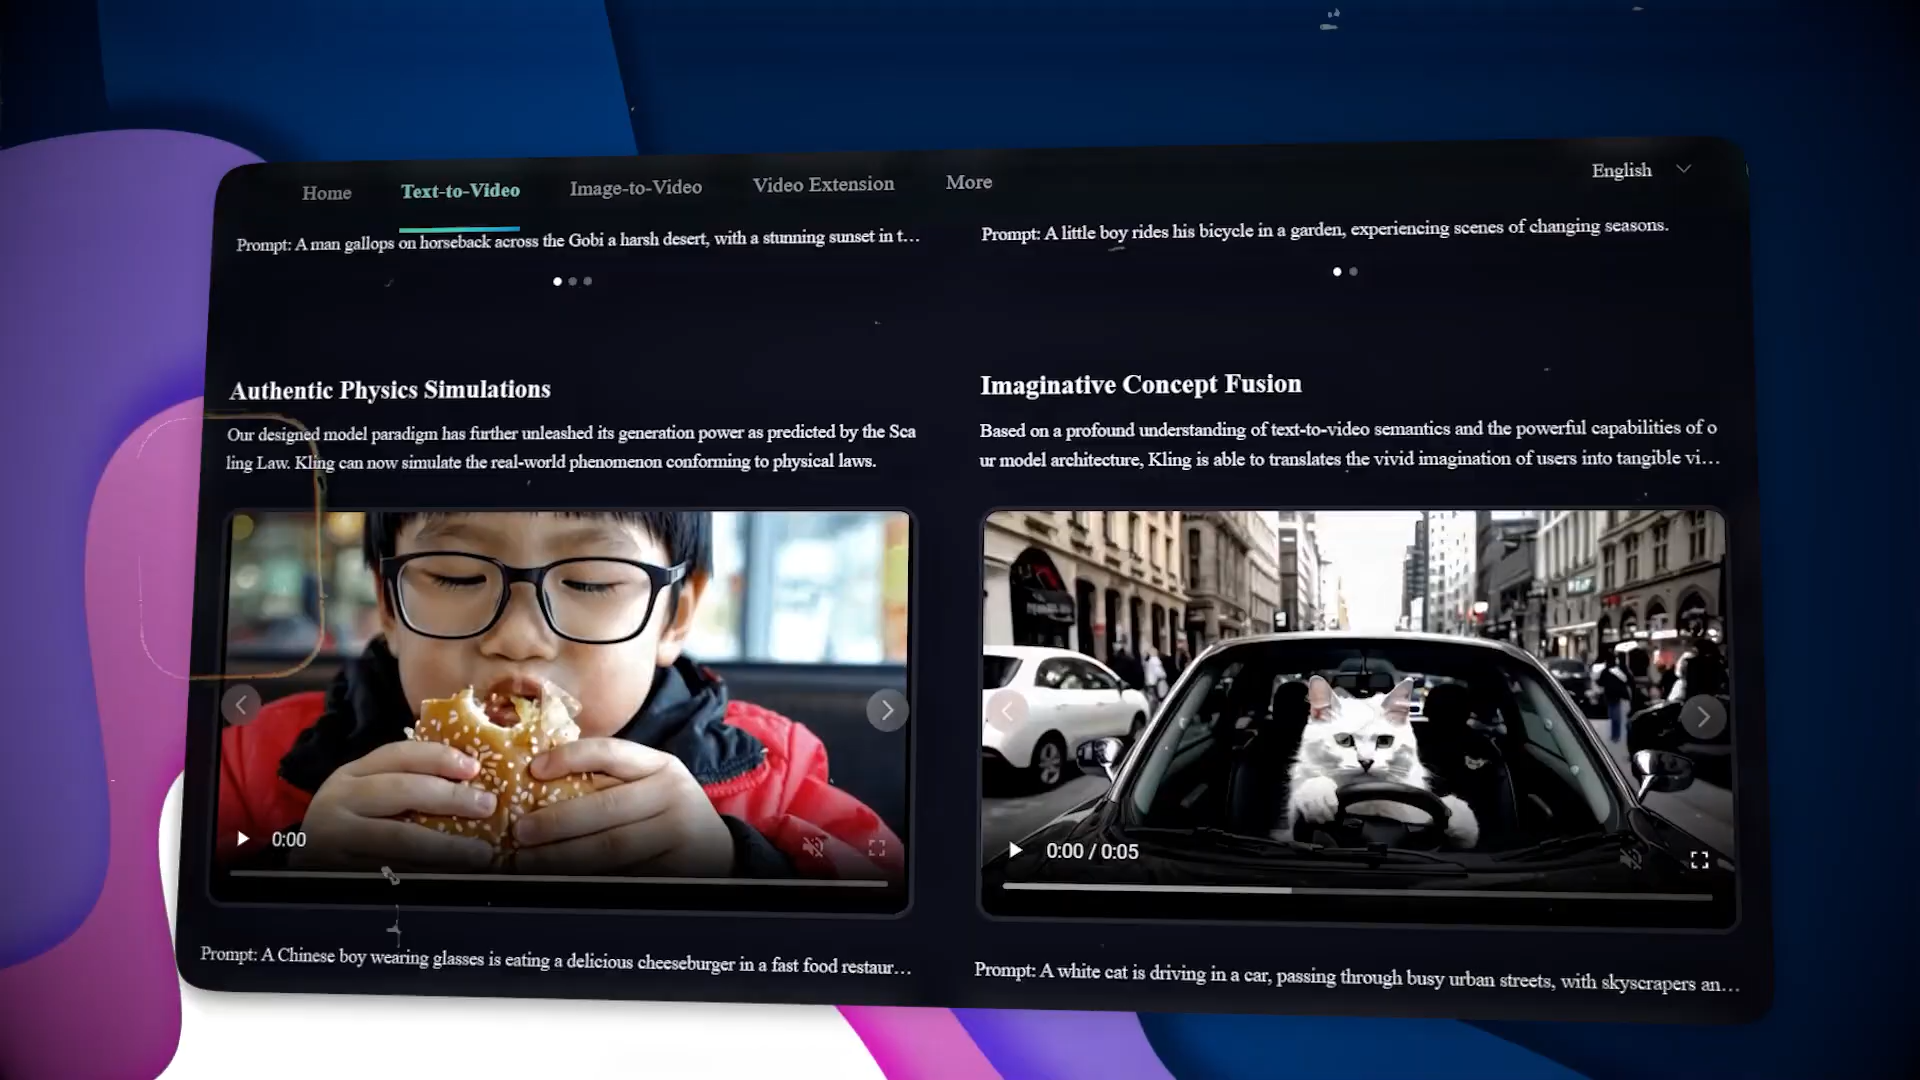 Home Text-to-Video Image-to-Video Video Extension More English
Prompt: A man gallops on horseback across the Gobi a harsh desert, with a stunning sunset in t...
Prompt: A little boy rides his bicycle in a garden, experiencing scenes of changing seasons.
Authentic Physics Simulations
Our designed model paradigm has further unleashed its generation power as predicted by the Sca
ling Law. Kling can now simulate the real-world phenomenon conforming to physical laws.
0:00
Prompt: A Chinese boy wearing glasses is eating a delicious cheeseburger in a fast food restaur...
Imaginative Concept Fusion
Based on a profound understanding of text-to-video semantics and the powerful capabilities of o
ur model architecture, Kling is able to translates the vivid imagination of users into tangible vi...
0:00 / 0:05
Prompt: A white cat is driving in a car, passing through busy urban streets, with skyscrapers an...